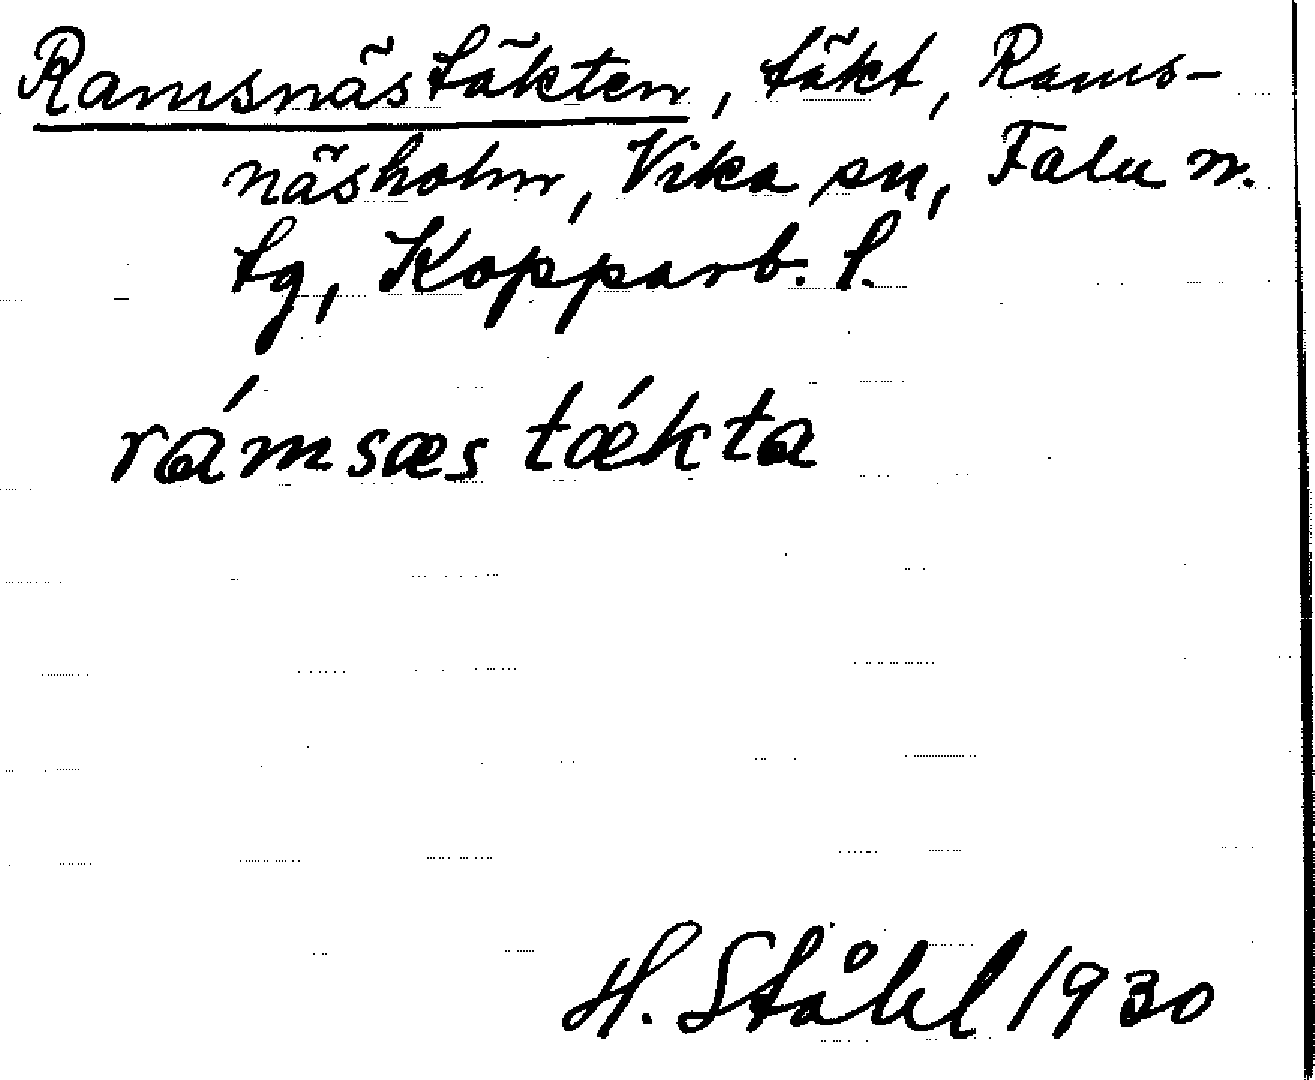 Ramsnästäkten, täkt, Rams-
näsholm, Vika sn, Falu n.
tg, Kopparb. l.
rámsæs tǽkta
H. Ståhl 1930